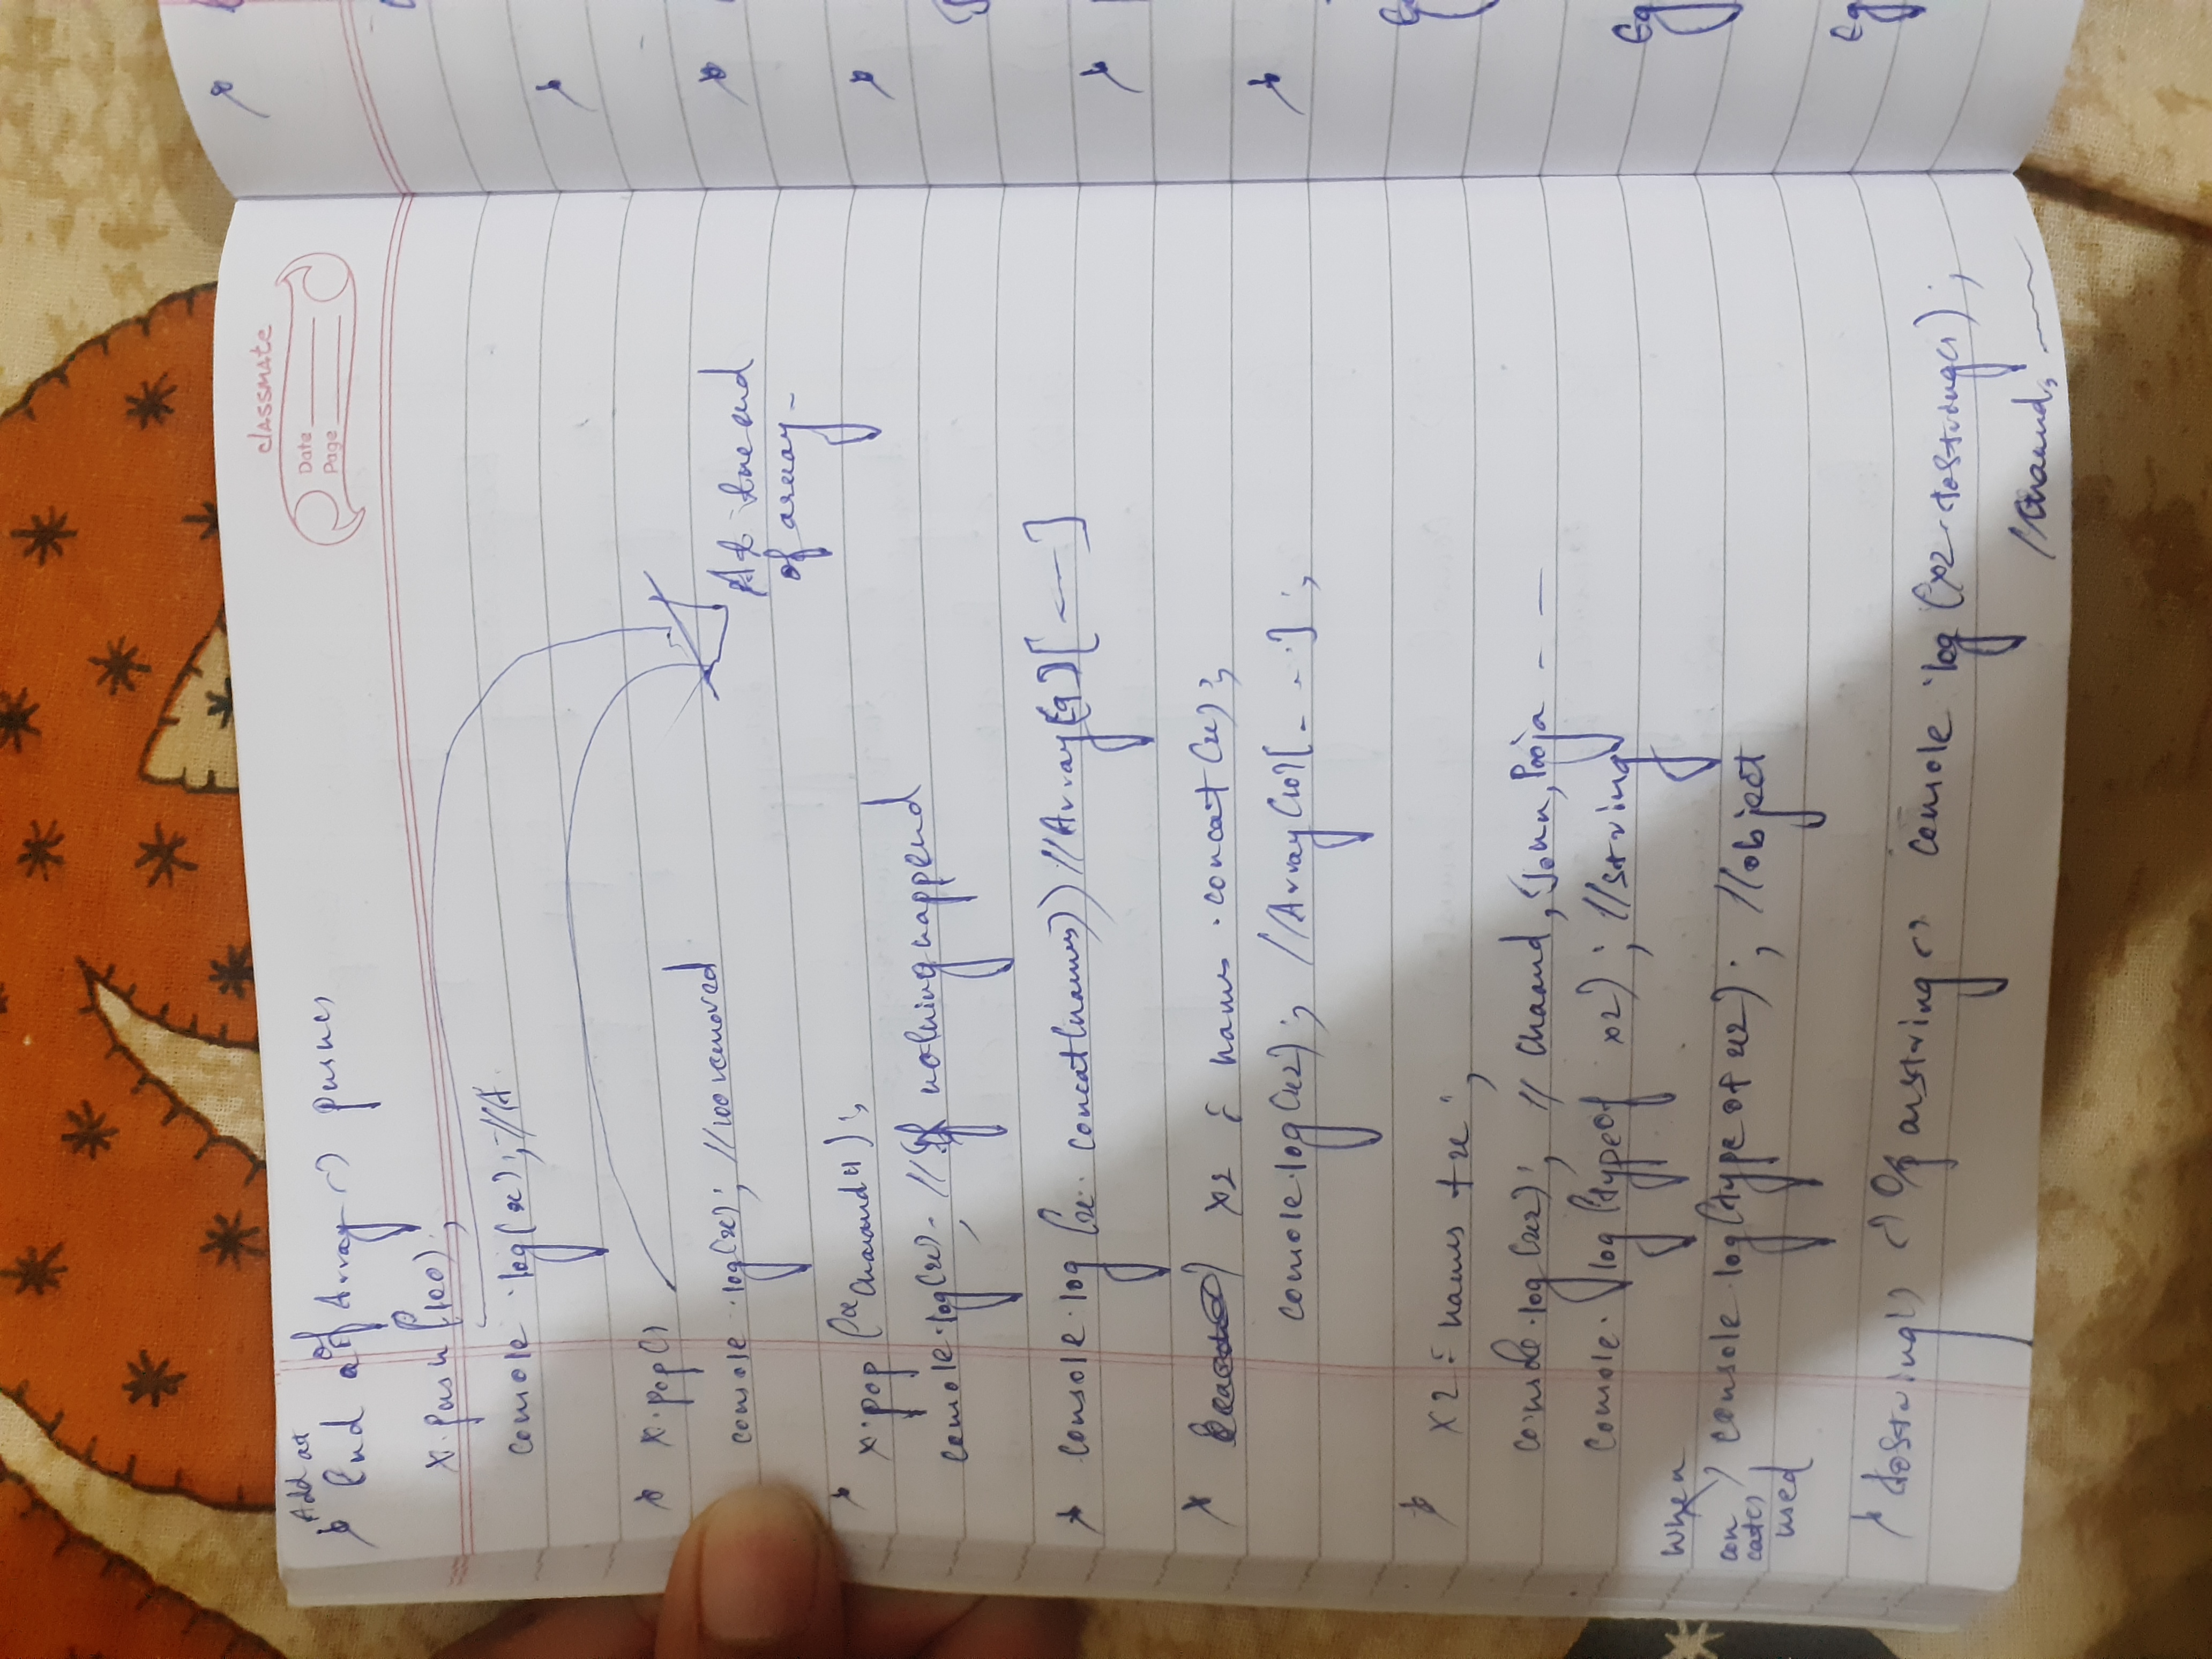 classmate
Date
Page
Add at
End of Array -> push()
x.push(100);
console.log(x); //A
x.pop()
console.log(x); //100 removed
At the end
of array-
x.pop("Chaand");
console.log(x); // nothing happend
console.log(x.concat(names)) //Array(9)[ — ]
x2 = names.concat(x);
console.log(x2); //Array(10)[- - -];
x2 = names + x;
console.log(x2); // Chaand, John, Pooja - —
console.log(typeof x2); //string
When
concat()
used
console.log(typeof x2); //object
toString() -> string -> console.log(x2.toString());
//Chaand,
Eg
Eg